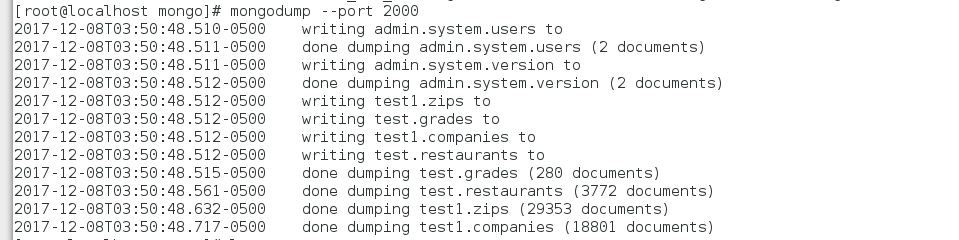 [root@localhost mongo]# mongodump --port 2000
2017-12-08T03:50:48.510-0500    writing admin.system.users to
2017-12-08T03:50:48.511-0500    done dumping admin.system.users (2 documents)
2017-12-08T03:50:48.511-0500    writing admin.system.version to
2017-12-08T03:50:48.512-0500    done dumping admin.system.version (2 documents)
2017-12-08T03:50:48.512-0500    writing test1.zips to
2017-12-08T03:50:48.512-0500    writing test.grades to
2017-12-08T03:50:48.512-0500    writing test1.companies to
2017-12-08T03:50:48.512-0500    writing test.restaurants to
2017-12-08T03:50:48.515-0500    done dumping test.grades (280 documents)
2017-12-08T03:50:48.561-0500    done dumping test.restaurants (3772 documents)
2017-12-08T03:50:48.632-0500    done dumping test1.zips (29353 documents)
2017-12-08T03:50:48.717-0500    done dumping test1.companies (18801 documents)